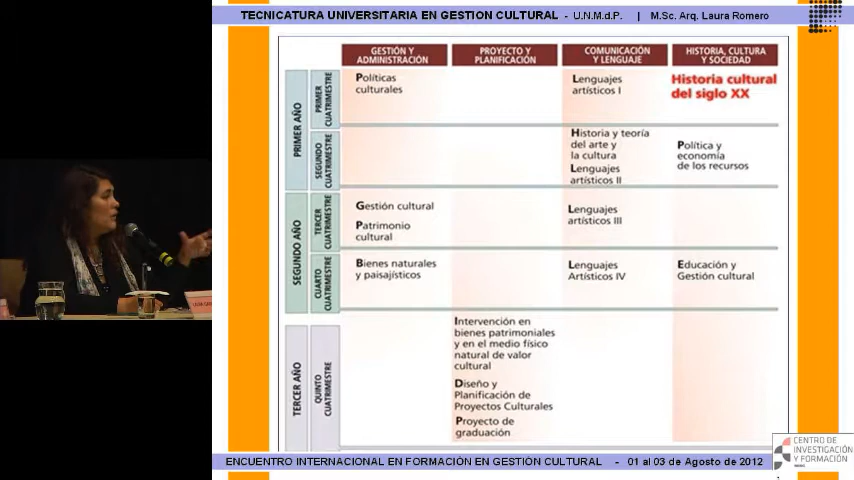 TECNICATURA UNIVERSITARIA EN GESTION CULTURAL - U.N.M.d.P. | M.Sc. Arq. Laura Romero
GESTIÓN Y
ADMINISTRACIÓN
PROYECTO Y
PLANIFICACIÓN
COMUNICACIÓN
Y LENGUAJE
HISTORIA, CULTURA
Y SOCIEDAD
PRIMER AÑO
PRIMER
CUATRIMESTRE
Políticas
culturales
Lenguajes
artísticos I
Historia cultural
del siglo XX
SEGUNDO
CUATRIMESTRE
Historia y teoría
del arte y
la cultura
Lenguajes
artísticos II
Política y
economía
de los recursos
SEGUNDO AÑO
TERCER
CUATRIMESTRE
Gestión cultural
Patrimonio
cultural
Lenguajes
artísticos III
CUARTO
CUATRIMESTRE
Bienes naturales
y paisajísticos
Lenguajes
Artísticos IV
Educación y
Gestión cultural
TERCER AÑO
QUINTO
CUATRIMESTRE
Intervención en
bienes patrimoniales
y en el medio físico
natural de valor
cultural
Diseño y
Planificación de
Proyectos Culturales
Proyecto de
graduación
ENCUENTRO INTERNACIONAL EN FORMACIÓN EN GESTIÓN CULTURAL - 01 al 03 de Agosto de 2012
CENTRO DE
INVESTIGACIÓN
Y FORMACIÓN